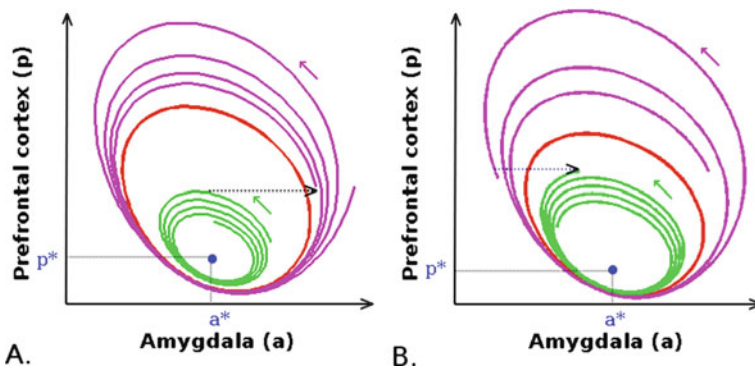 Prefrontal cortex (p)
p*
a*
Amygdala (a)
A.
Prefrontal cortex (p)
p*
a*
Amygdala (a)
B.